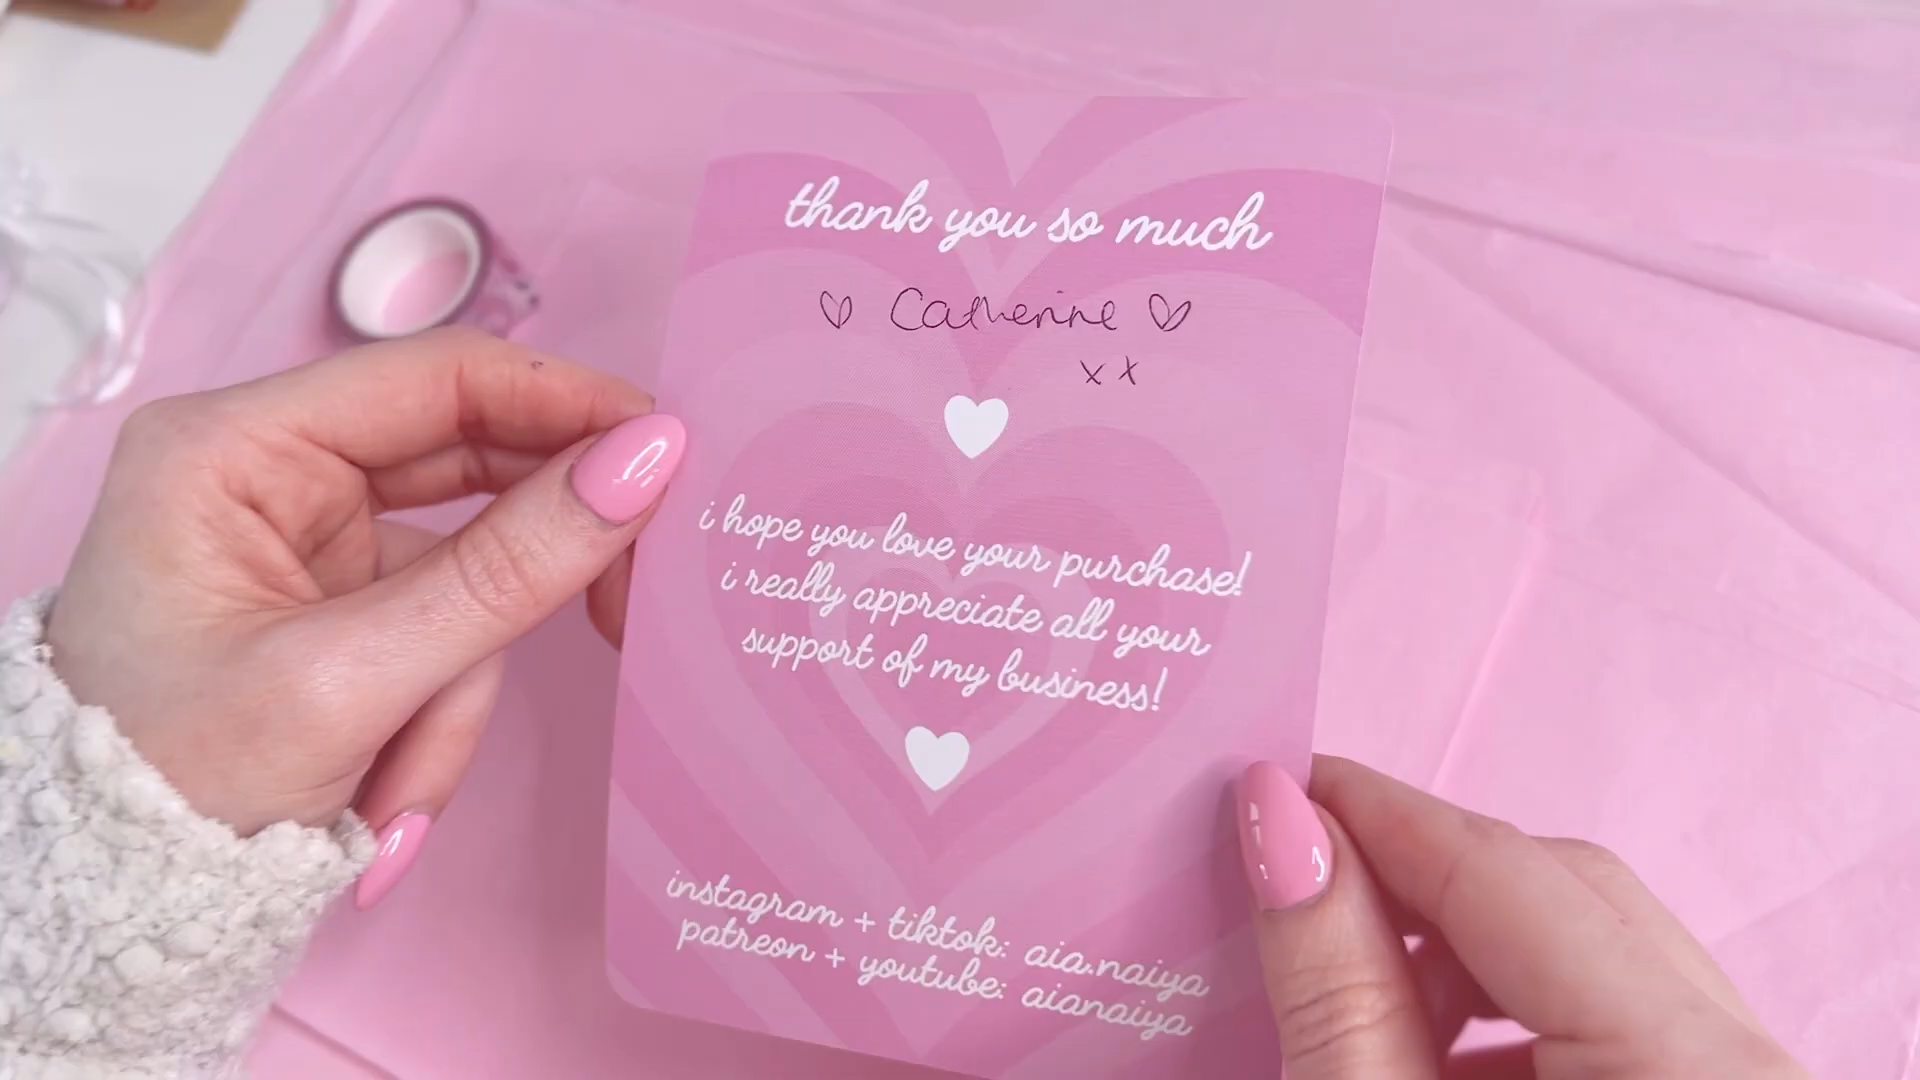 thank you so much
♡ Catherine ♡
x x
i hope you love your purchase!
i really appreciate all your
support of my business!
instagram + tiktok: aia.naiya
patreon + youtube: aianaiya